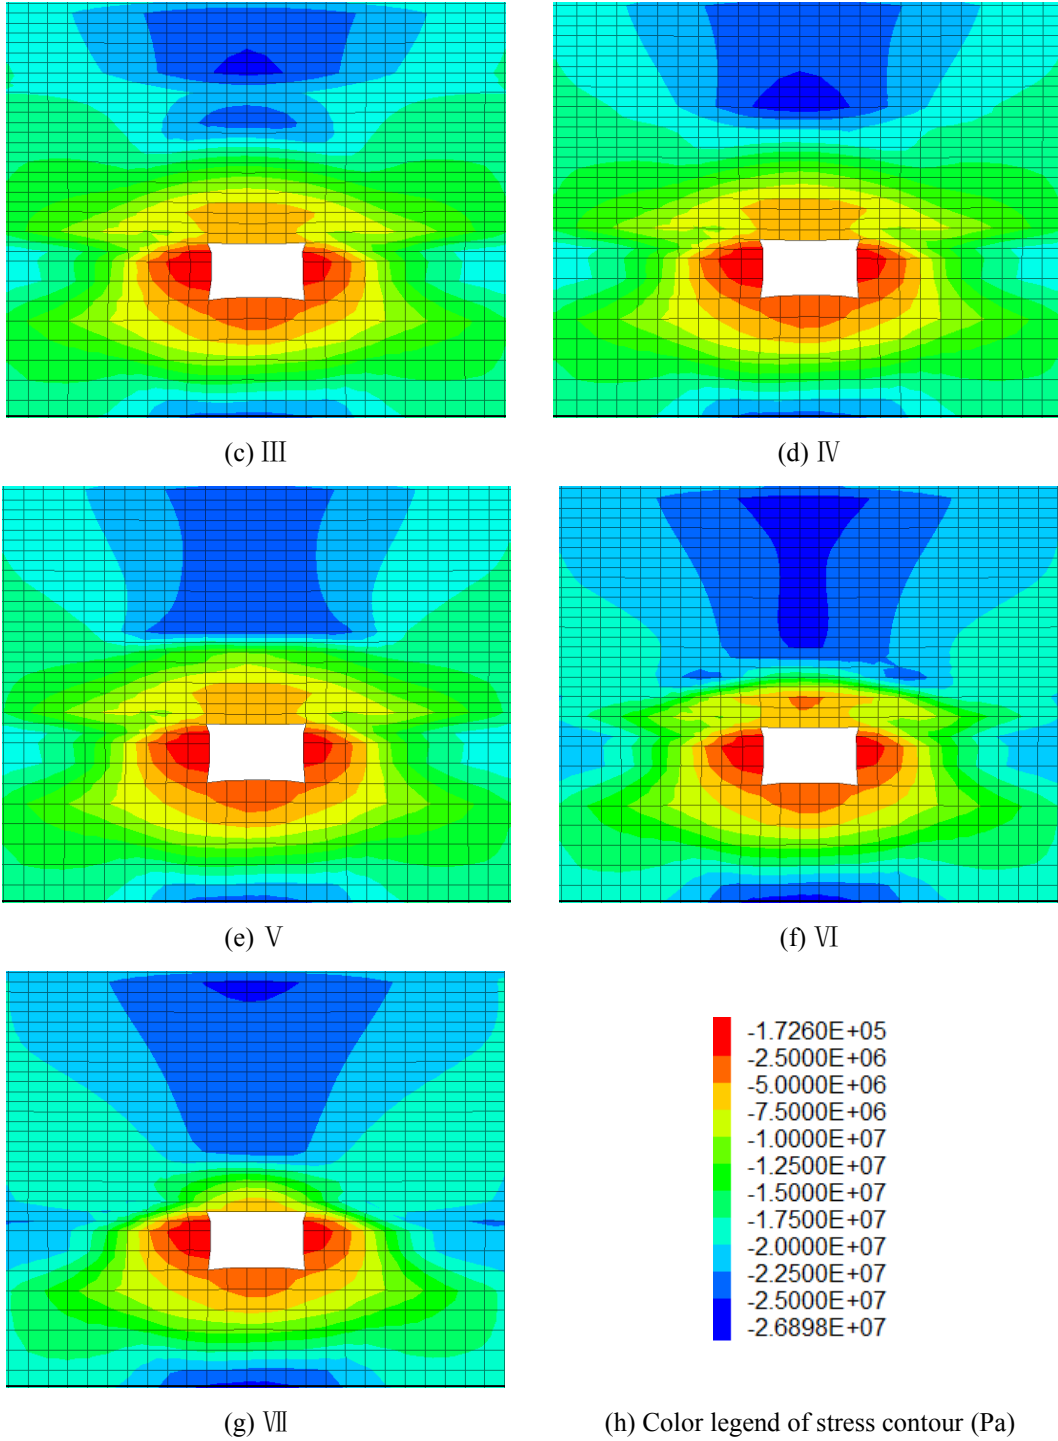 (c) Ⅲ
(d) Ⅳ
(e) Ⅴ
(f) Ⅵ
-1.7260E+05
-2.5000E+06
-5.0000E+06
-7.5000E+06
-1.0000E+07
-1.2500E+07
-1.5000E+07
-1.7500E+07
-2.0000E+07
-2.2500E+07
-2.5000E+07
-2.6898E+07
(g) Ⅶ
(h) Color legend of stress contour (Pa)